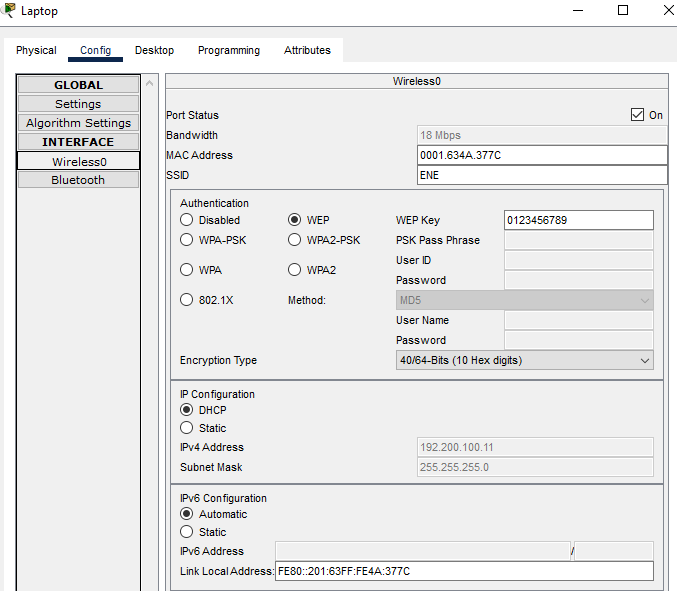 Laptop
Physical Config Desktop Programming Attributes
GLOBAL
Settings
Algorithm Settings
INTERFACE
Wireless0
Bluetooth
Wireless0
Port Status On
Bandwidth 18 Mbps
MAC Address 0001.634A.377C
SSID ENE
Authentication
Disabled WEP WEP Key 0123456789
WPA-PSK WPA2-PSK PSK Pass Phrase
User ID
WPA WPA2
Password
802.1X Method: MD5
User Name
Password
Encryption Type 40/64-Bits (10 Hex digits)
IP Configuration
DHCP
Static
IPv4 Address 192.200.100.11
Subnet Mask 255.255.255.0
IPv6 Configuration
Automatic
Static
IPv6 Address /
Link Local Address: FE80::201:63FF:FE4A:377C